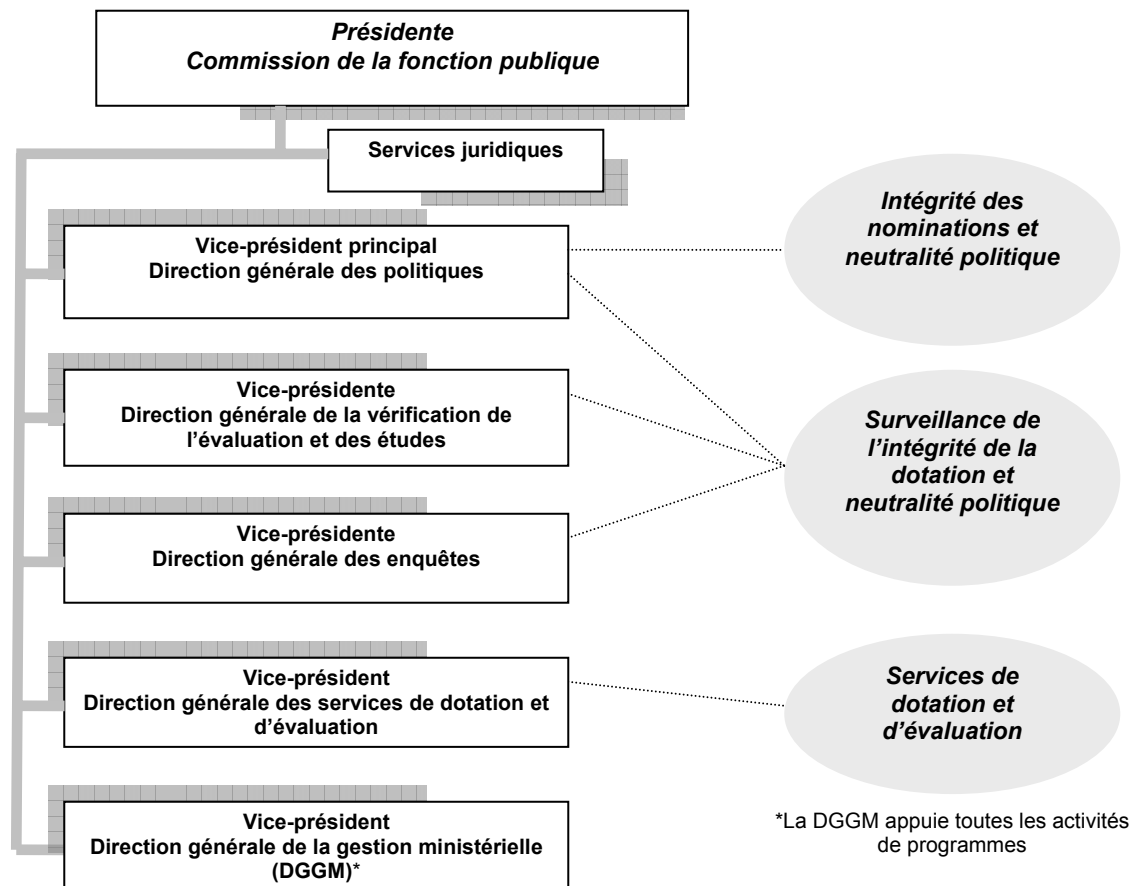 Présidente
Commission de la fonction publique
Services juridiques
Vice-président principal
Direction générale des politiques
Intégrité des
nominations et
neutralité politique
Vice-présidente
Direction générale de la vérification de
l’évaluation et des études
Surveillance de
l’intégrité de la
dotation et
neutralité politique
Vice-présidente
Direction générale des enquêtes
Vice-président
Direction générale des services de dotation et
d’évaluation
Services de
dotation et
d’évaluation
Vice-président
Direction générale de la gestion ministérielle
(DGGM)*
*La DGGM appuie toutes les activités
de programmes